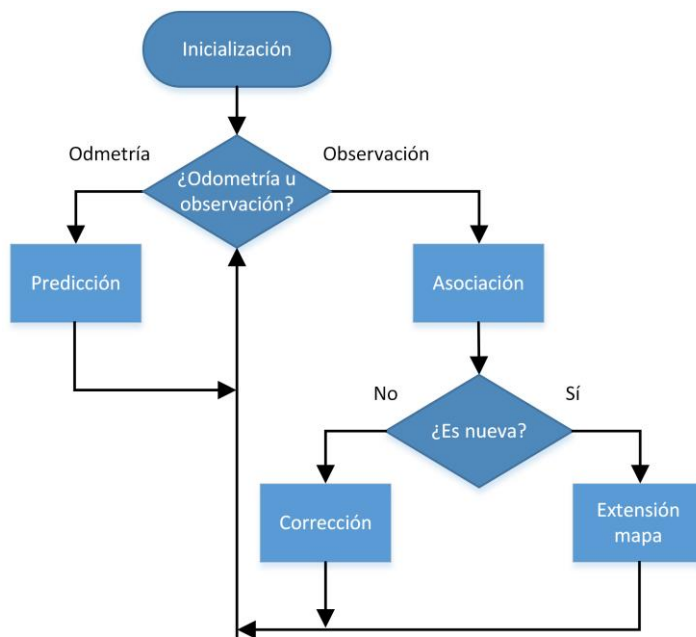 Inicialización
Odmetría
Observación
¿Odometría u
observación?
Predicción
Asociación
No
Sí
¿Es nueva?
Corrección
Extensión
mapa